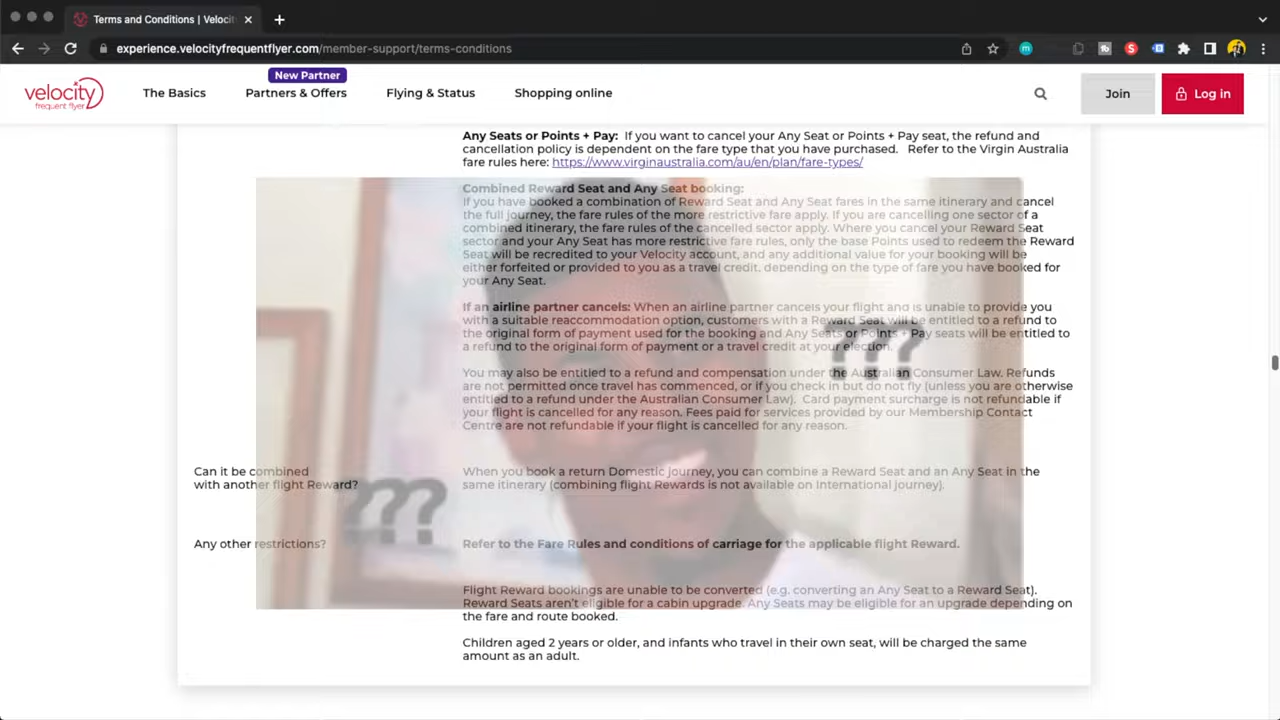 Terms and Conditions | Veloci
experience.velocityfrequentflyer.com/member-support/terms-conditions
New Partner
velocity
frequent flyer
The Basics
Partners & Offers
Flying & Status
Shopping online
Join
Log in
Any Seats or Points + Pay: If you want to cancel your Any Seat or Points + Pay seat, the refund and
cancellation policy is dependent on the fare type that you have purchased. Refer to the Virgin Australia
fare rules here: https://www.virginaustralia.com/au/en/plan/fare-types/
Combined Reward Seat and Any Seat booking:
If you have booked a combination of Reward Seat and Any Seat fares in the same itinerary and cancel
the full journey, the fare rules of the more restrictive fare apply. If you are cancelling one sector of a
combined itinerary, the fare rules of the cancelled sector apply. Where you cancel your Reward Seat
sector and your Any Seat has more restrictive fare rules, only the base Points used to redeem the Reward
Seat will be recredited to your Velocity account, and any additional value for your booking will be
either forfeited or provided to you as a travel credit, depending on the type of fare you have booked for
your Any Seat.
If an airline partner cancels: When an airline partner cancels your flight and is unable to provide you
with a suitable reaccommodation option, customers with a Reward Seat will be entitled to a refund to
the original form of payment used for the booking and Any Seats or Points + Pay seats will be entitled to
a refund to the original form of payment or a travel credit at your election.
???
You may also be entitled to a refund and compensation under the Australian Consumer Law. Refunds
are not permitted once travel has commenced, or if you check in but do not fly (unless you are otherwise
entitled to a refund under the Australian Consumer Law). Card payment surcharge is not refundable if
your flight is cancelled for any reason. Fees paid for services provided by our Membership Contact
Centre are not refundable if your flight is cancelled for any reason.
Can it be combined
with another flight Reward?
When you book a return Domestic journey, you can combine a Reward Seat and an Any Seat in the
same itinerary (combining flight Rewards is not available on International journey).
???
Any other restrictions?
Refer to the Fare Rules and conditions of carriage for the applicable flight Reward.
Flight Reward bookings are unable to be converted (e.g. converting an Any Seat to a Reward Seat).
Reward Seats aren't eligible for a cabin upgrade. Any Seats may be eligible for an upgrade depending on
the fare and route booked.
Children aged 2 years or older, and infants who travel in their own seat, will be charged the same
amount as an adult.